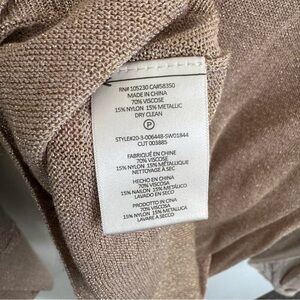 RN# 105230 CA#58350
MADE IN CHINA
70% VISCOSE
15% NYLON 15% METALLIC
DRY CLEAN
P
STYLE#20-3-006448-SW01844
CUT 003885
FABRIQUÉ EN CHINE
70% VISCOSE
15% NYLON 15% MÉTALLIQUE
NETTOYAGE À SEC
HECHO EN CHINA
70% VISCOSA
15% NAILON 15% METÁLICO
LAVADO EN SECO
PRODOTTO IN CINA
70% VISCOSA
15% NYLON 15% METALLICA
LAVARE A SECCO